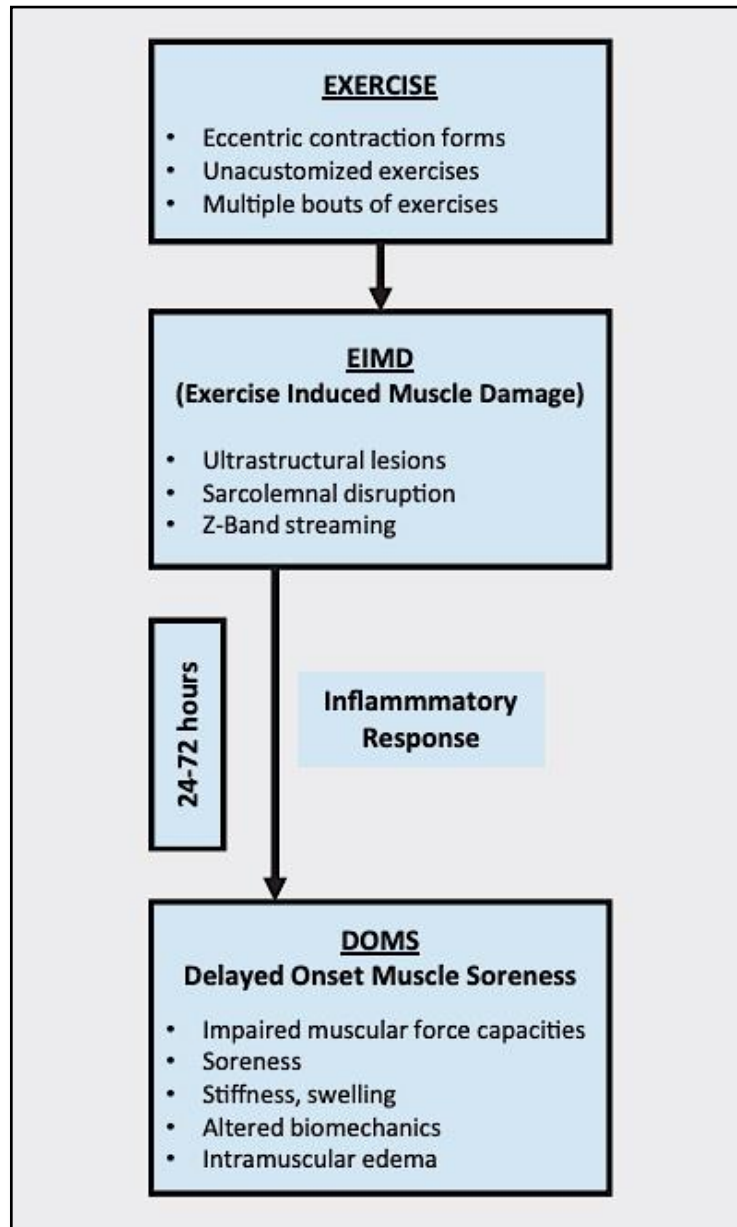 EXERCISE
• Eccentric contraction forms
• Unacustomized exercises
• Multiple bouts of exercises
EIMD
(Exercise Induced Muscle Damage)
• Ultrastructural lesions
• Sarcolemnal disruption
• Z-Band streaming
24-72 hours
Inflammmatory
Response
DOMS
Delayed Onset Muscle Soreness
• Impaired muscular force capacities
• Soreness
• Stiffness, swelling
• Altered biomechanics
• Intramuscular edema